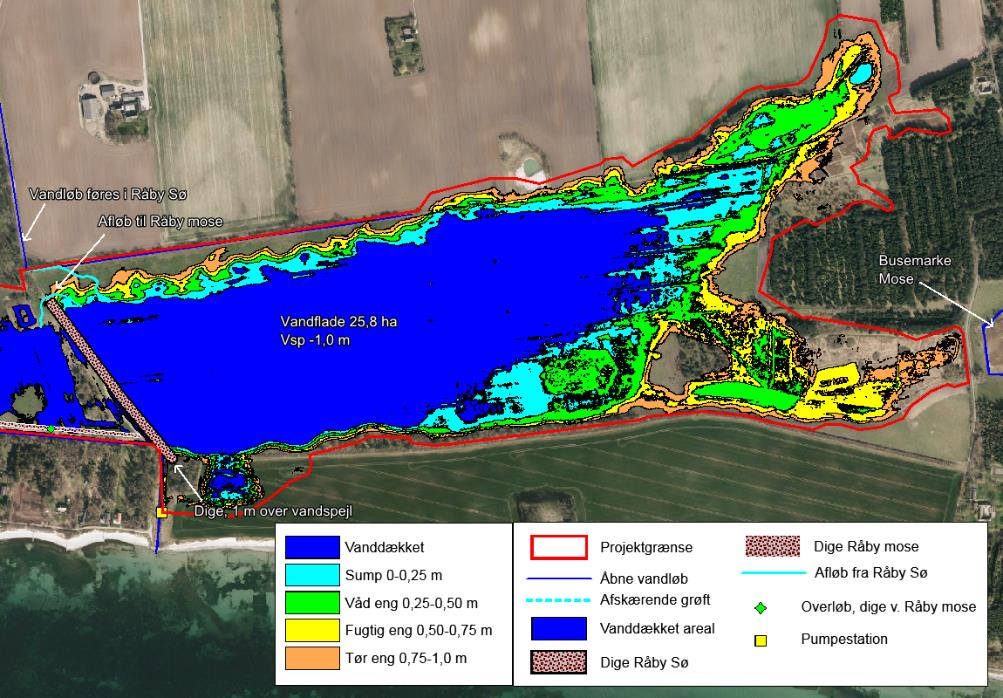 Vandløb føres i Råby Sø
Afløb til Råby mose
Busemarke
Mose
Vandflade 25,8 ha
Vsp -1,0 m
Dige, 1 m over vandspejl
Vanddækket
Sump 0-0,25 m
Våd eng 0,25-0,50 m
Fugtig eng 0,50-0,75 m
Tør eng 0,75-1,0 m
Projektgrænse
Åbne vandløb
Afskærende grøft
Vanddækket areal
Dige Råby Sø
Dige Råby mose
Afløb fra Råby Sø
Overløb, dige v. Råby mose
Pumpestation